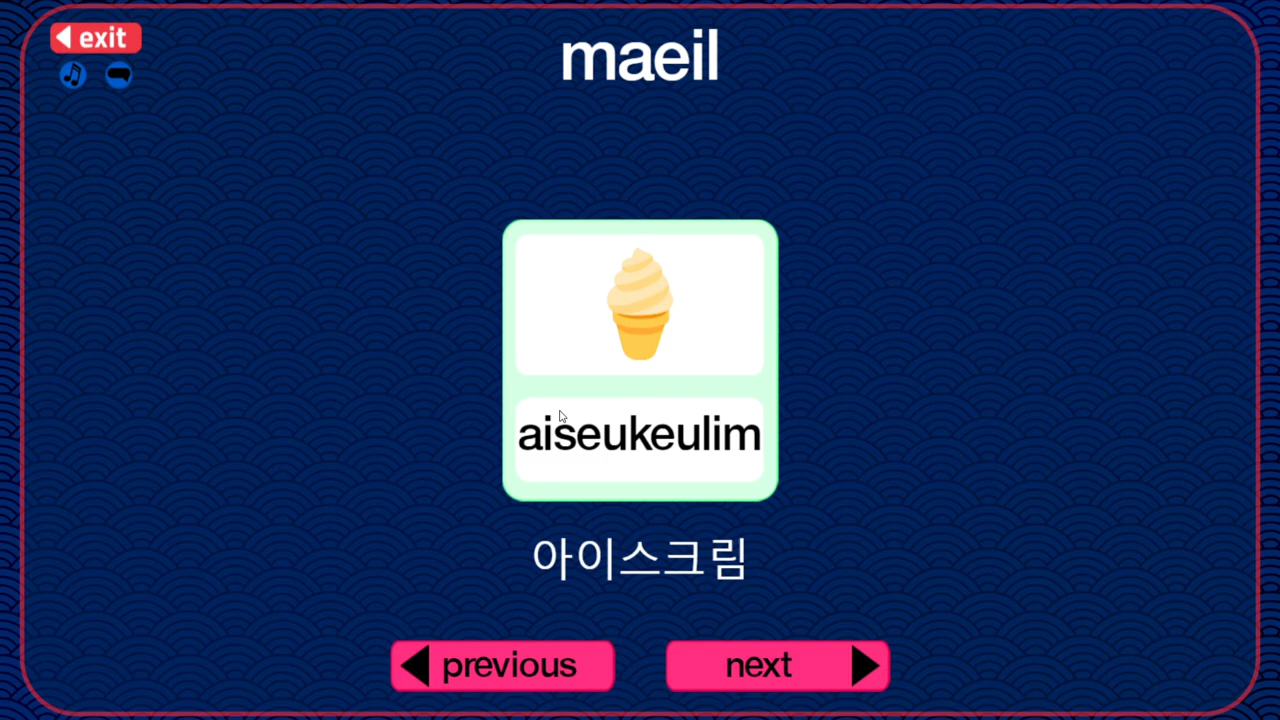 exit
maeil
aiseukeulim
아이스크림
previous
next